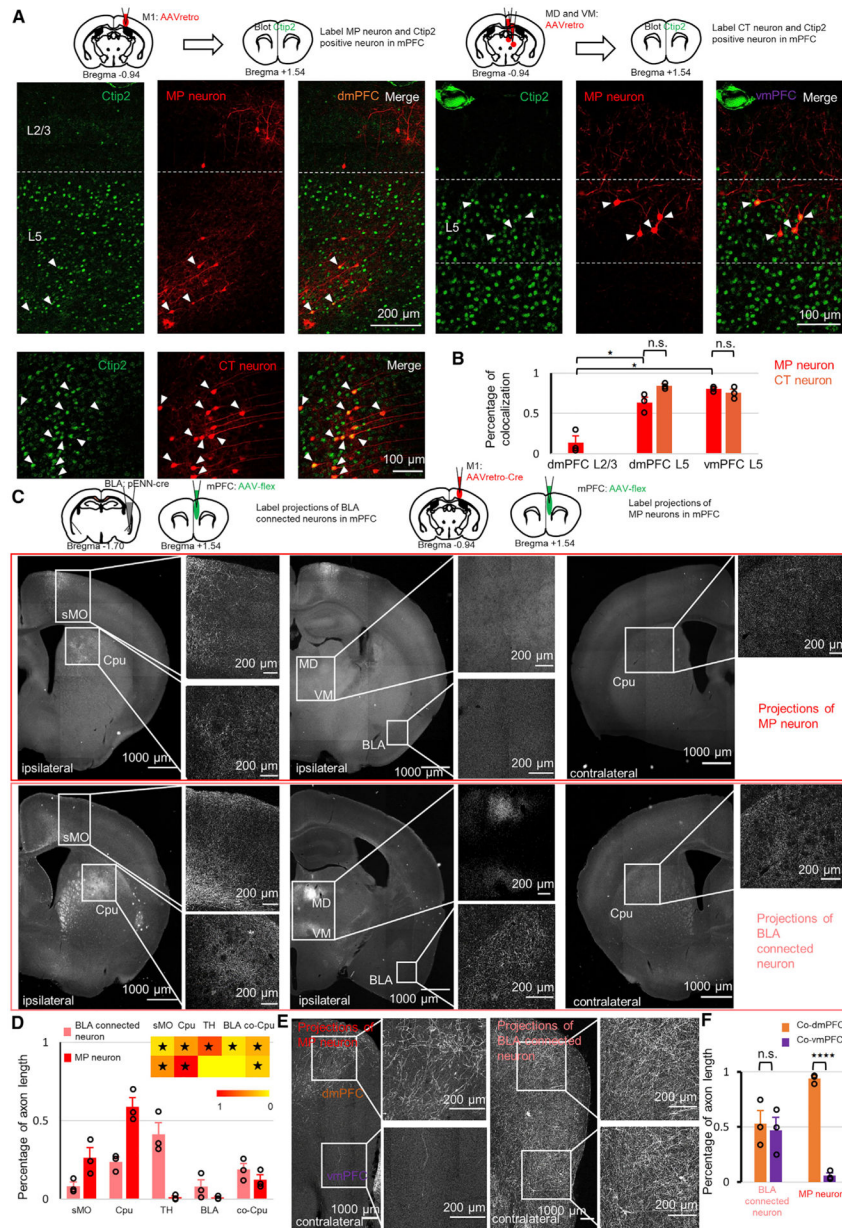 A
M1: AAVretro
Bregma -0.94
Blot Ctip2
Bregma +1.54
Label MP neuron and Ctip2
positive neuron in mPFC
MD and VM:
AAVretro
Bregma -0.94
Blot Ctip2
Bregma +1.54
Label CT neuron and Ctip2
positive neuron in mPFC
Ctip2
MP neuron
dmPFC Merge
Ctip2
MP neuron
vmPFC Merge
L2/3
L5
200 µm
L5
100 µm
Ctip2
CT neuron
Merge
100 µm
B
Percentage of
colocalization
1
0.5
0
*
*
n.s.
n.s.
MP neuron
CT neuron
dmPFC L2/3
dmPFC L5
vmPFC L5
C
BLA: pENN-cre
Bregma -1.70
mPFC: AAV-flex
Bregma +1.54
Label projections of BLA
connected neurons in mPFC
M1:
AAVretro-Cre
Bregma -0.94
mPFC: AAV-flex
Bregma +1.54
Label projections of
MP neurons in mPFC
sMO
Cpu
ipsilateral
1000 µm
200 µm
200 µm
MD
VM
BLA
ipsilateral
1000 µm
200 µm
200 µm
Cpu
contralateral
1000 µm
200 µm
Projections of
MP neuron
sMO
Cpu
ipsilateral
1000 µm
200 µm
200 µm
MD
VM
BLA
ipsilateral
1000 µm
200 µm
200 µm
Cpu
contralateral
1000 µm
200 µm
Projections of
BLA
connected
neuron
D
BLA connected
neuron
MP neuron
sMO Cpu TH BLA co-Cpu
★ ★ ★ ★ ★
★ ★ ★
1 0
Percentage of axon length
1
0.5
0
sMO
Cpu
TH
BLA
co-Cpu
E
Projections of
MP neuron
dmPFC
vmPFC
contralateral
200 µm
200 µm
Projections of
BLA connected
neuron
contralateral
200 µm
200 µm
F
Co-dmPFC
Co-vmPFC
n.s.
****
Percentage of axon length
1
0.5
0
BLA
connected
neuron
MP neuron